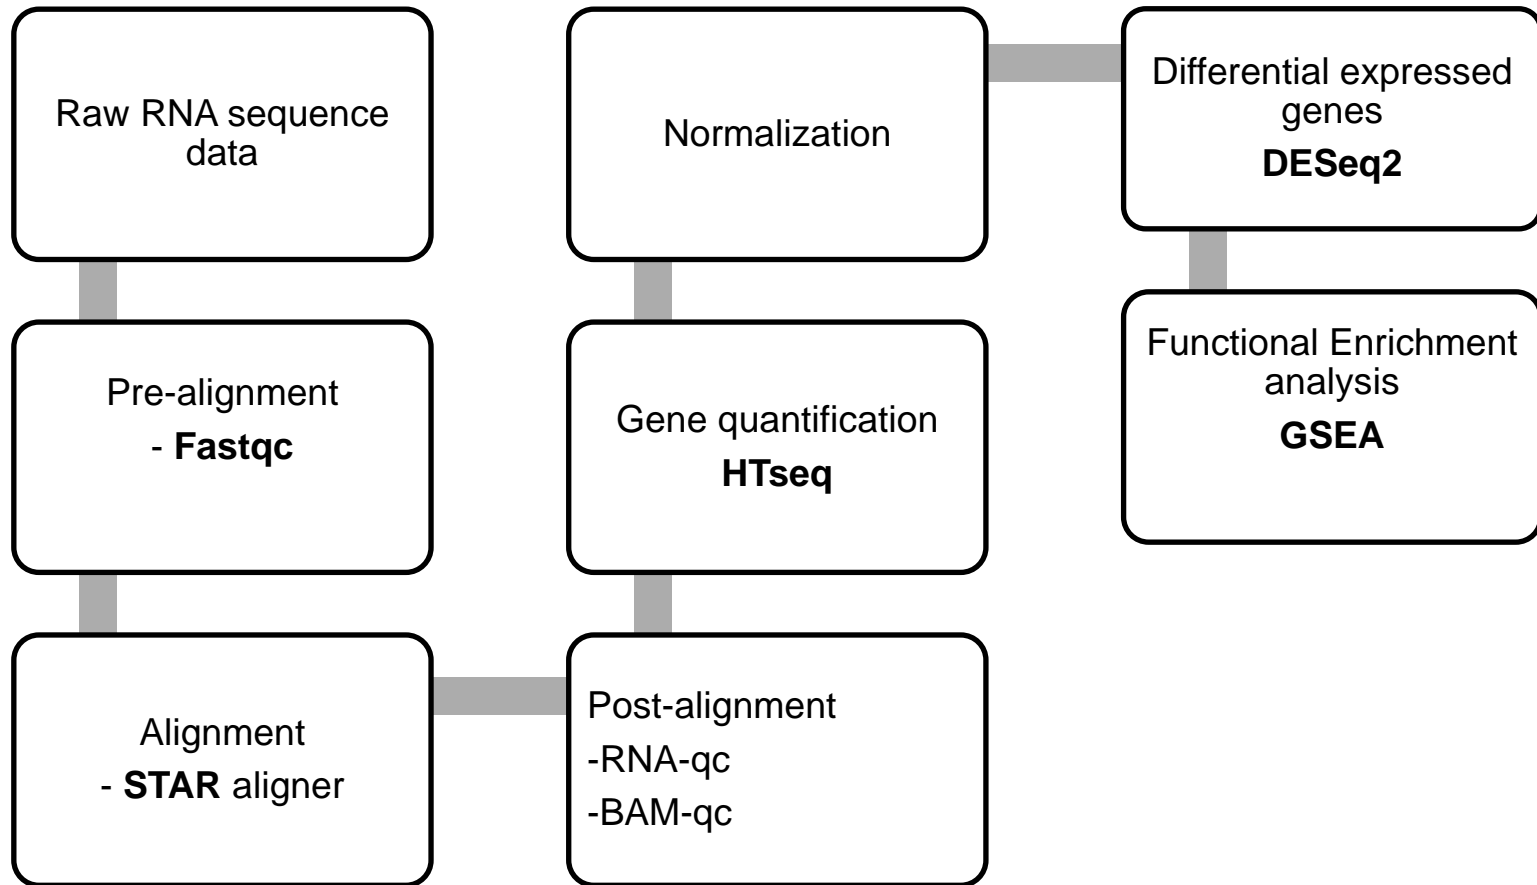 Raw RNA sequence
data
Pre-alignment
- Fastqc
Alignment
- STAR aligner
Post-alignment
-RNA-qc
-BAM-qc
Gene quantification
HTseq
Normalization
Differential expressed
genes
DESeq2
Functional Enrichment
analysis
GSEA